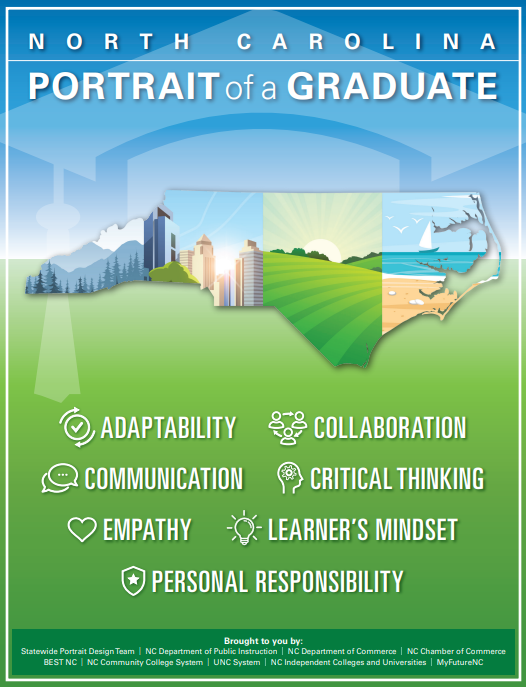 NORTH CAROLINA
PORTRAIT of a GRADUATE
ADAPTABILITY
COLLABORATION
COMMUNICATION
CRITICAL THINKING
EMPATHY
LEARNER'S MINDSET
PERSONAL RESPONSIBILITY
Brought to you by:
Statewide Portrait Design Team | NC Department of Public Instruction | NC Department of Commerce | NC Chamber of Commerce
BEST NC | NC Community College System | UNC System | NC Independent Colleges and Universities | MyFutureNC